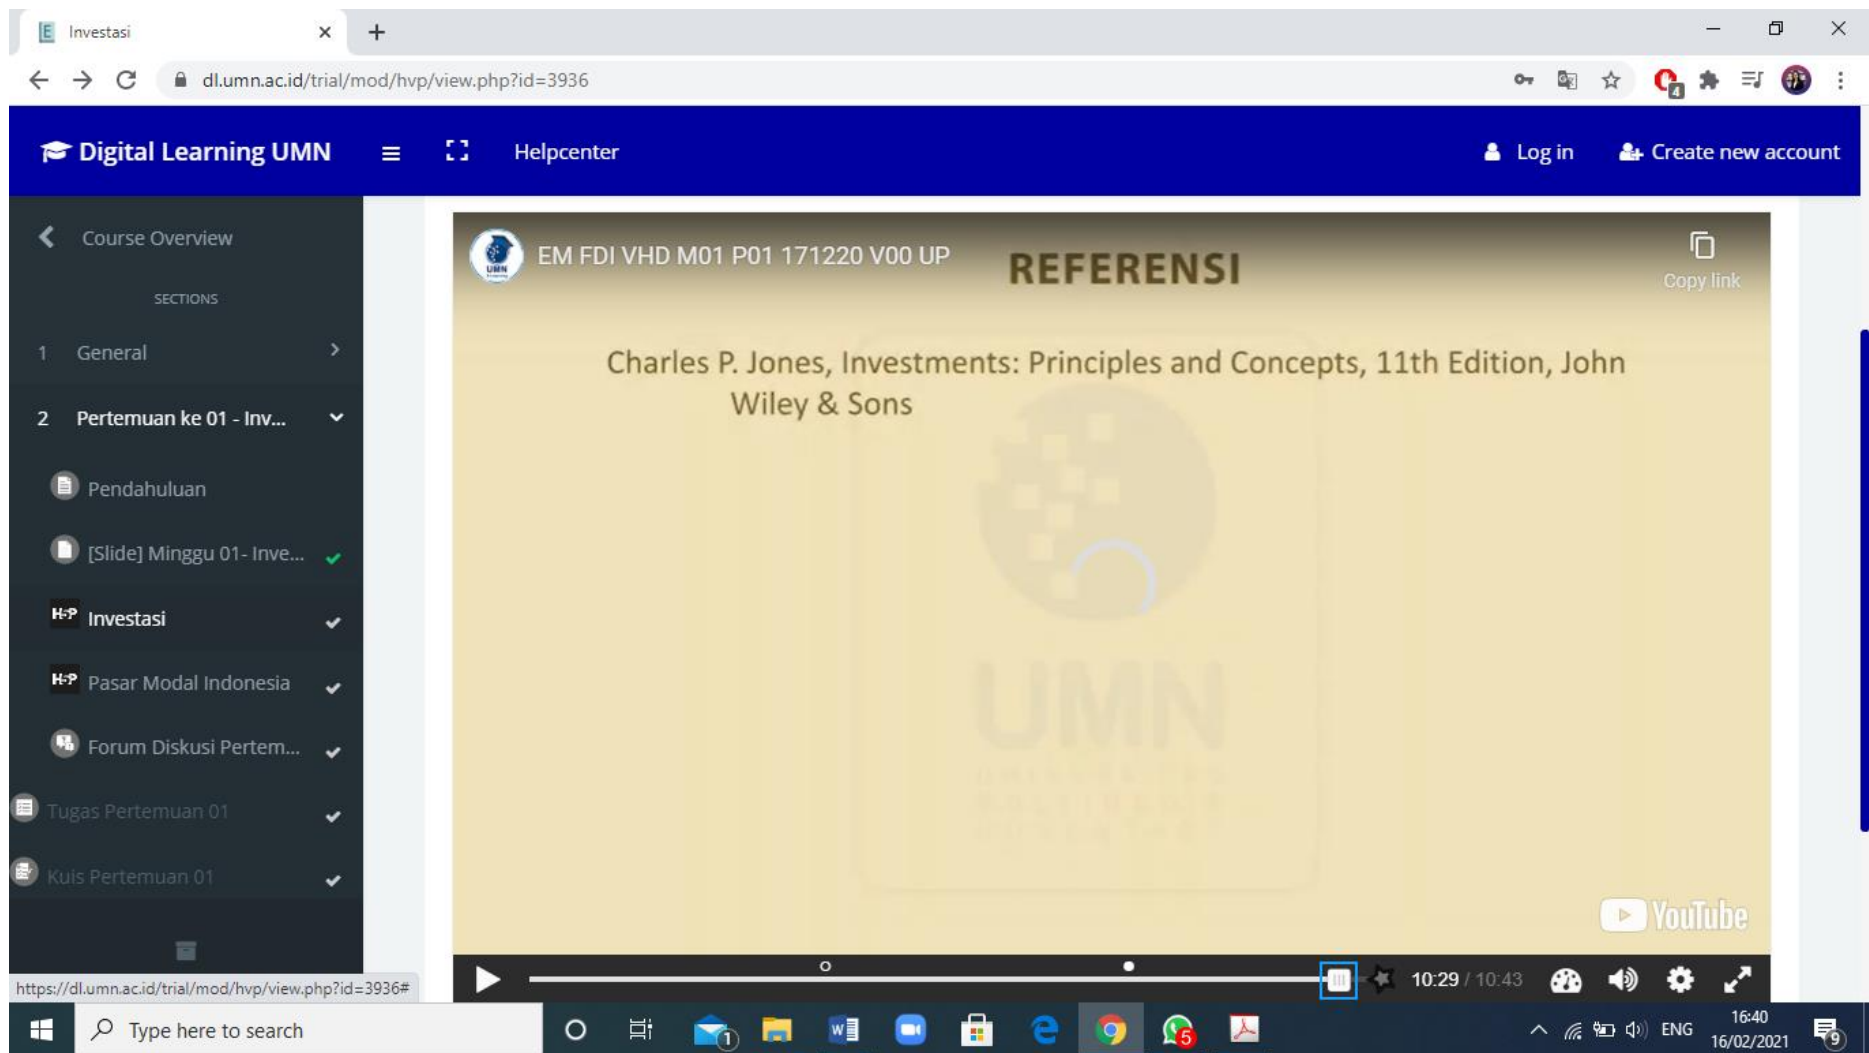 Investasi
dl.umn.ac.id/trial/mod/hvp/view.php?id=3936
4
Digital Learning UMN
Helpcenter
Log in
Create new account
Course Overview
SECTIONS
1 General
2 Pertemuan ke 01 - Inv...
Pendahuluan
[Slide] Minggu 01- Inve...
H-P Investasi
H-P Pasar Modal Indonesia
Forum Diskusi Pertem...
Tugas Pertemuan 01
Kuis Pertemuan 01
https://dl.umn.ac.id/trial/mod/hvp/view.php?id=3936#
UMN
EM FDI VHD M01 P01 171220 V00 UP
REFERENSI
Copy link
Charles P. Jones, Investments: Principles and Concepts, 11th Edition, John
Wiley & Sons
UMN
YouTube
10:29 / 10:43
Type here to search
1
5
ENG
16:40
16/02/2021
9